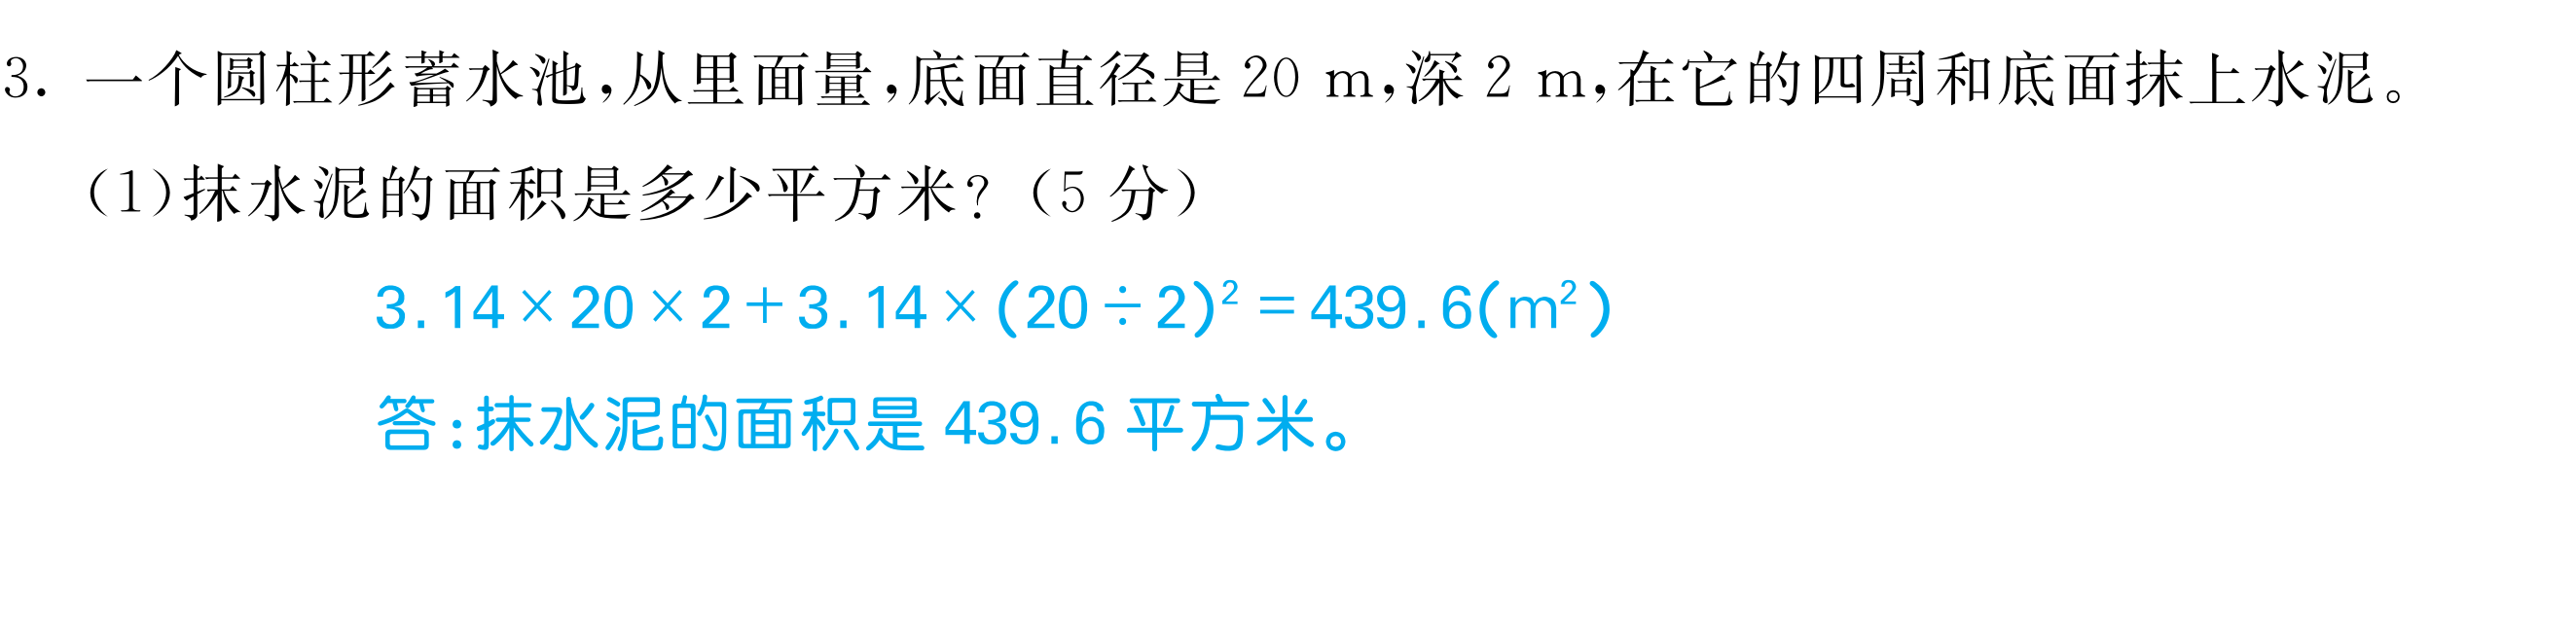 3. 一个圆柱形蓄水池,从里面量,底面直径是 20 m,深 2 m,在它的四周和底面抹上水泥。
(1)抹水泥的面积是多少平方米?(5 分)
3.14×20×2+3.14×(20÷2)²=439.6(m²)
答:抹水泥的面积是 439.6 平方米。